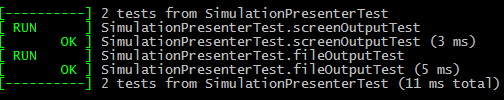 [----------] 2 tests from SimulationPresenterTest
[ RUN      ] SimulationPresenterTest.screenOutputTest
[       OK ] SimulationPresenterTest.screenOutputTest (3 ms)
[ RUN      ] SimulationPresenterTest.fileOutputTest
[       OK ] SimulationPresenterTest.fileOutputTest (5 ms)
[----------] 2 tests from SimulationPresenterTest (11 ms total)